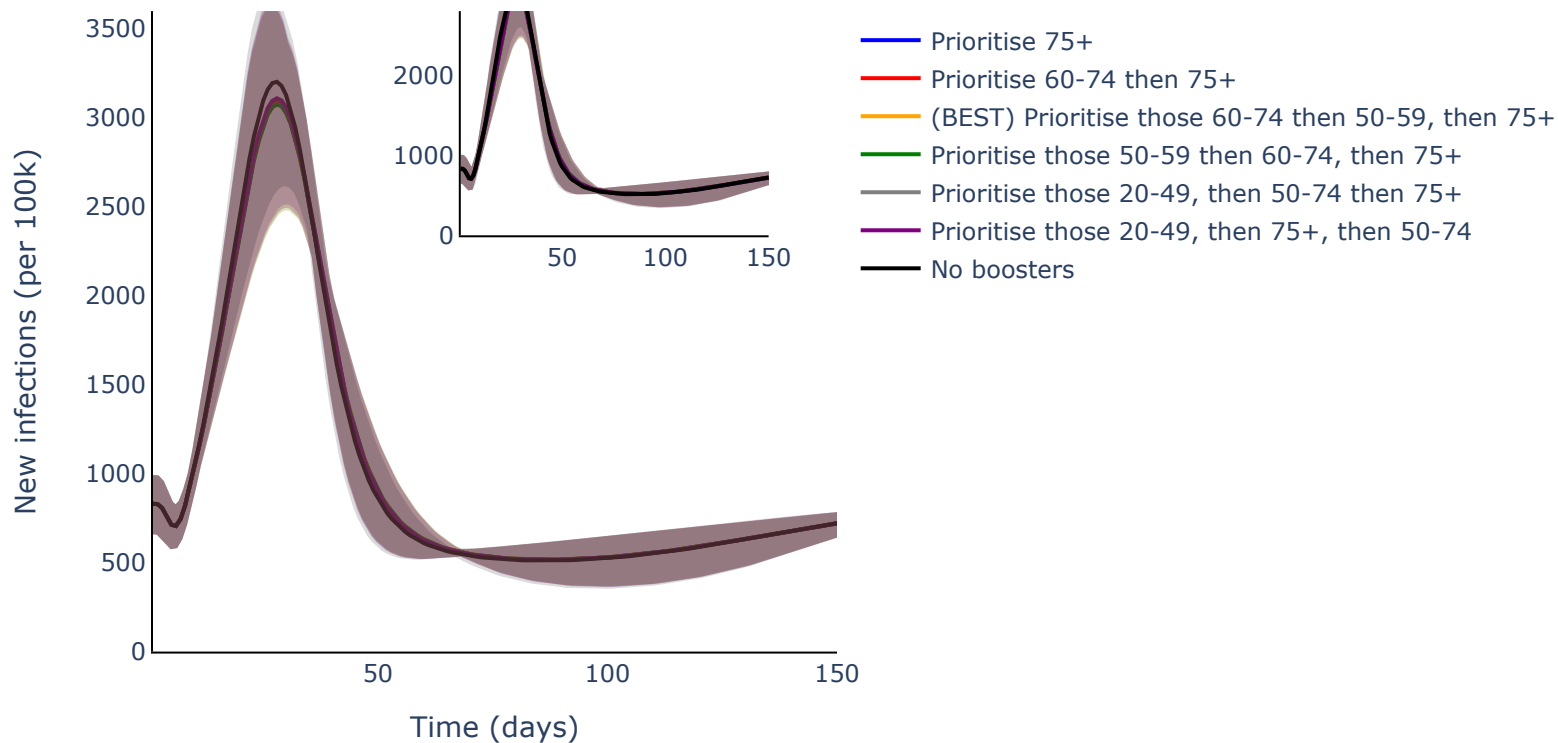 New infections (per 100k)
3500
3000
2500
2000
1500
1000
500
0
50
100
150
Time (days)
2000
1000
0
50
100
150
Prioritise 75+
Prioritise 60-74 then 75+
(BEST) Prioritise those 60-74 then 50-59, then 75+
Prioritise those 50-59 then 60-74, then 75+
Prioritise those 20-49, then 50-74 then 75+
Prioritise those 20-49, then 75+, then 50-74
No boosters